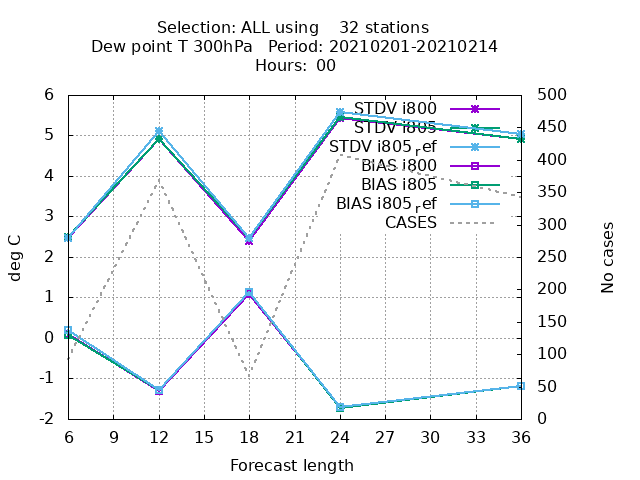 Selection: ALL using    32 stations
Dew point T 300hPa   Period: 20210201-20210214
Hours:  00
6
5
4
3
2
1
0
-1
-2
deg C
500
450
400
350
300
250
200
150
100
50
0
No cases
STDV i800
STDV i805
STDV i805ref
BIAS i800
BIAS i805
BIAS i805ref
CASES
6 9 12 15 18 21 24 27 30 33 36
Forecast length